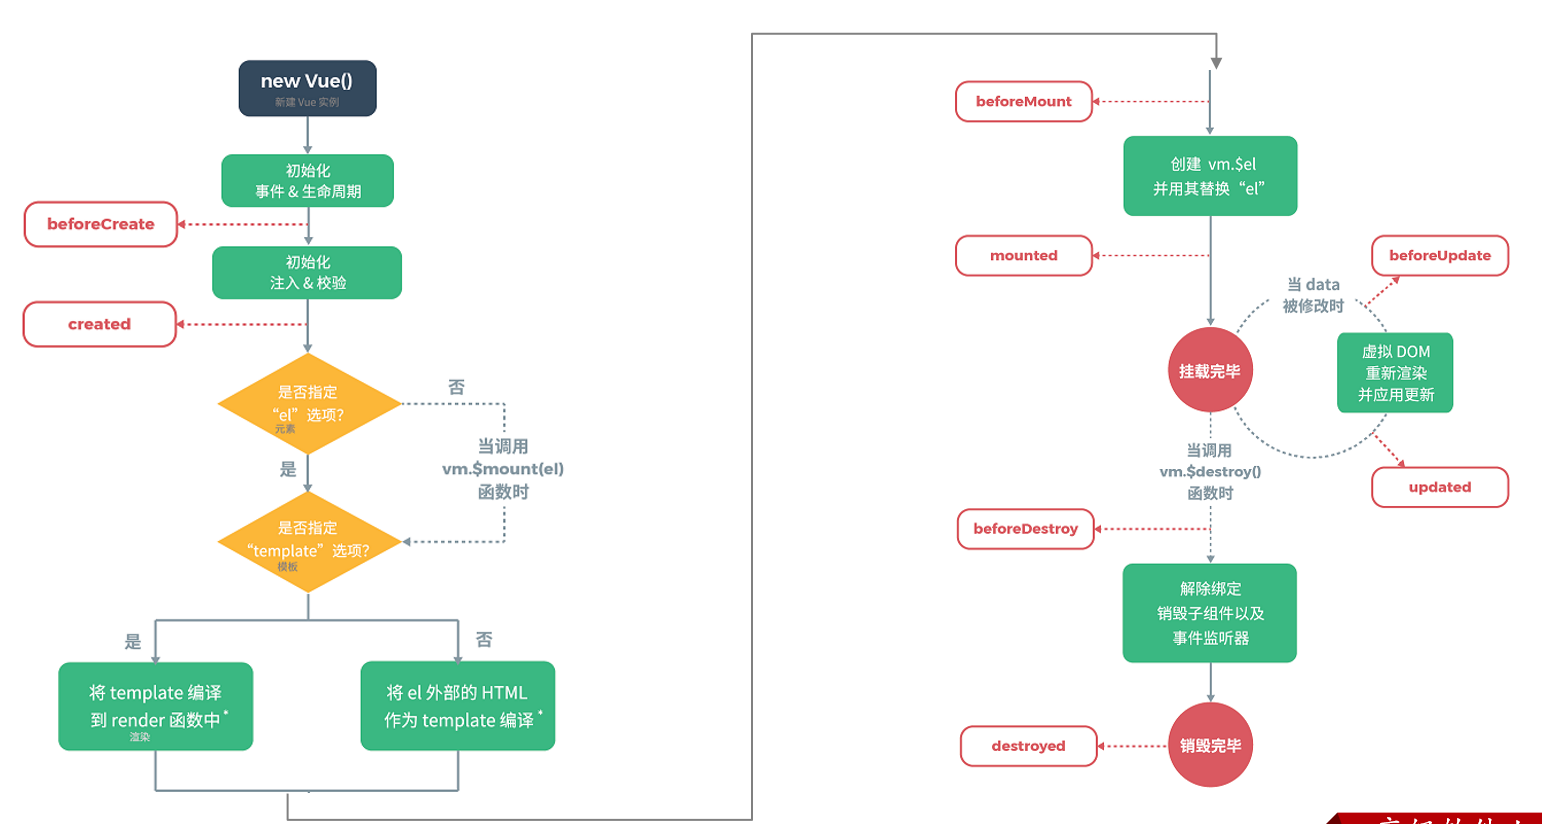 new Vue()
新建 Vue 实例
初始化
事件 & 生命周期
beforeCreate
初始化
注入 & 校验
created
是否指定
“el”选项?
元素
否
当调用
vm.$mount(el)
函数时
是
是否指定
“template”选项?
模板
是
否
将 template 编译
到 render 函数中*
渲染
将 el 外部的 HTML
作为 template 编译*
beforeMount
创建 vm.$el
并用其替换“el”
mounted
beforeUpdate
当 data
被修改时
挂载完毕
虚拟 DOM
重新渲染
并应用更新
updated
当调用
vm.$destroy()
函数时
beforeDestroy
解除绑定
销毁子组件以及
事件监听器
destroyed
销毁完毕